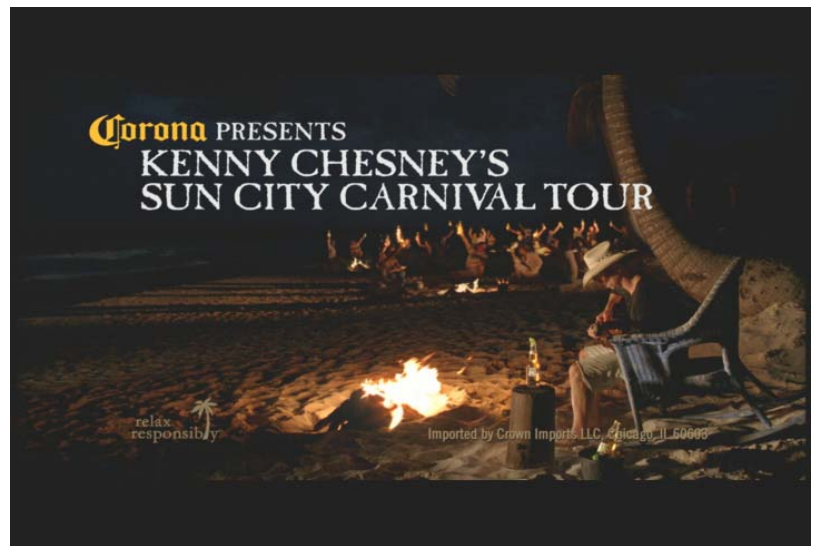 Corona PRESENTS
KENNY CHESNEY'S
SUN CITY CARNIVAL TOUR
relax
responsibly
Imported by Crown Imports LLC, Chicago, IL 60603